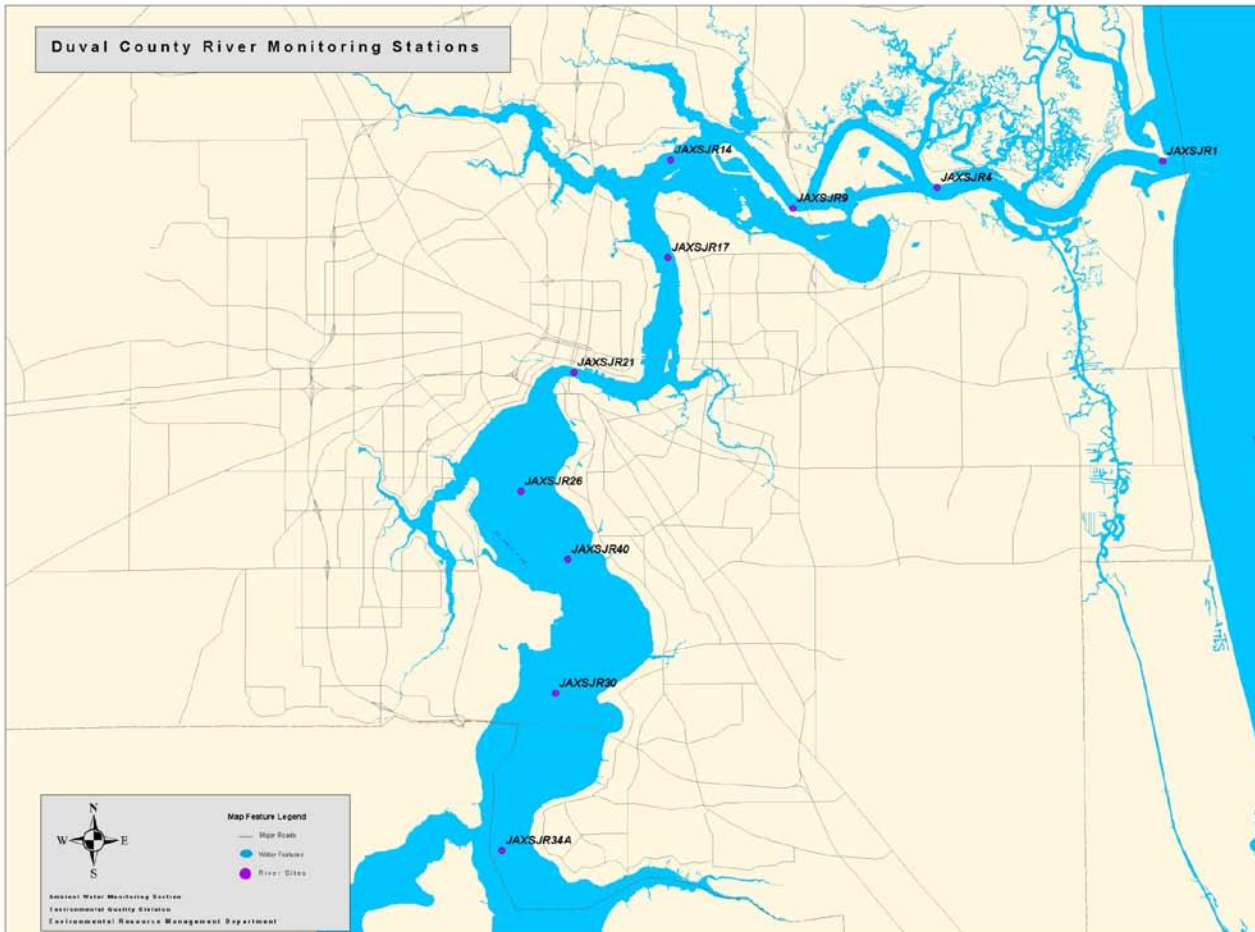 Duval County River Monitoring Stations
JAXSJR14
JAXSJR1
JAXSJR4
JAXSJR9
JAXSJR17
JAXSJR21
JAXSJR26
JAXSJR40
JAXSJR30
JAXSJR34A
N
W E
S
Map Feature Legend
Major Roads
Water Features
River Sites
Ambient Water Monitoring Section
Environmental Quality Division
Environmental Resource Management Department